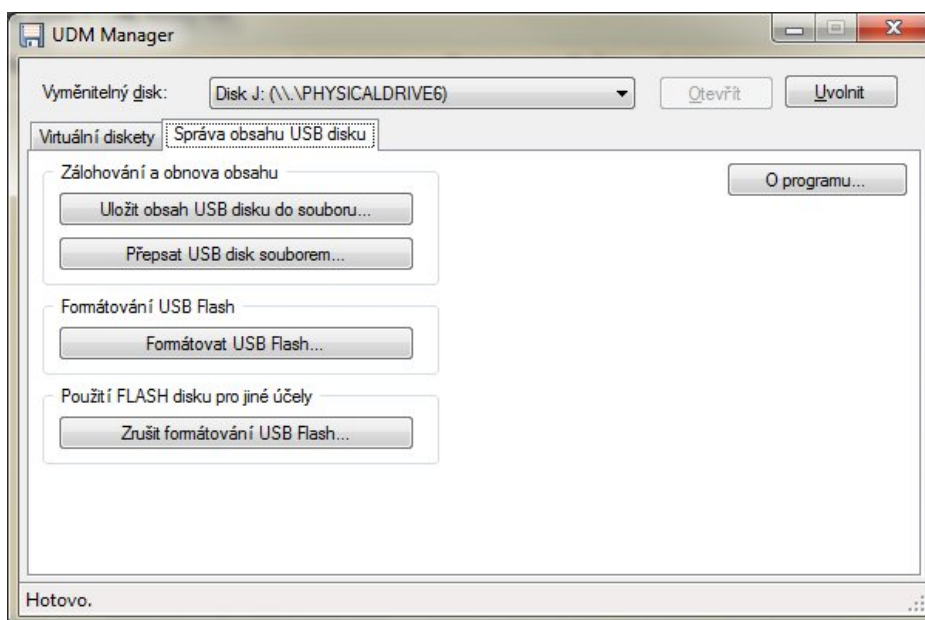 UDM Manager
Vyměnitelný disk: Disk J: (\\.\PHYSICALDRIVE6) Otevřít Uvolnit
Virtuální diskety Správa obsahu USB disku
Zálohování a obnova obsahu O programu...
Uložit obsah USB disku do souboru...
Přepsat USB disk souborem...
Formátování USB Flash
Formátovat USB Flash...
Použití FLASH disku pro jiné účely
Zrušit formátování USB Flash...
Hotovo.